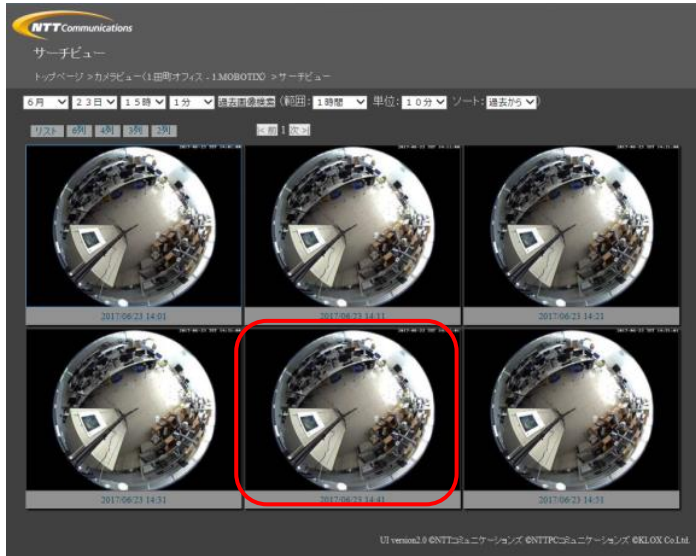 NTT Communications
サーチビュー
トップページ >カメラビュー(1.田町オフィス - 1.MOBOTIX) >サーチビュー
6月 23日 15時 1分 過去画像検索 (範囲: 1時間 単位: 10分 ソート: 過去から )
リスト 6列 4列 3列 2列 |< 前 1 次 >|
2017/06/23 14:01 2017/06/23 14:11 2017/06/23 14:21
2017/06/23 14:31 2017/06/23 14:41 2017/06/23 14:51
UI version2.0 ©NTTコミュニケーションズ ©NTTPCコミュニケーションズ ©KLOX Co.Ltd.